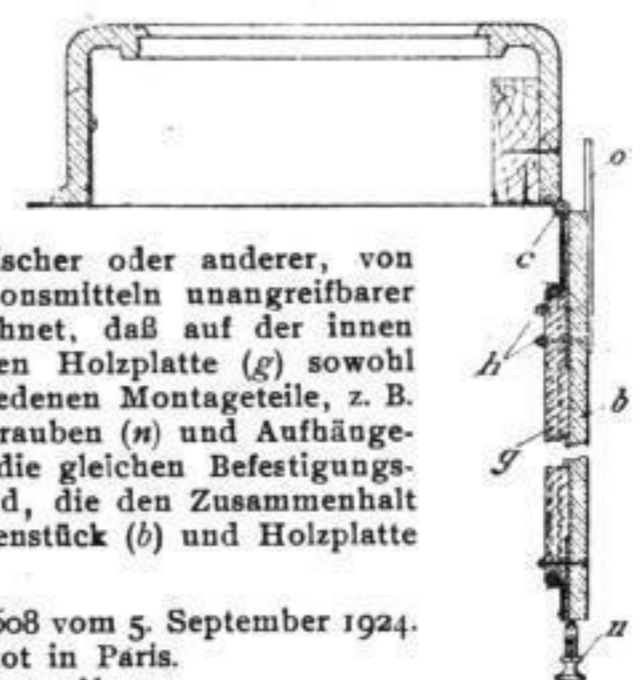 ischer oder anderer, von
onsmitteln unangreifbarer
hnet, daß auf der innen
en Holzplatte (g) sowohl
edenen Montageteile, z. B.
rauben (n) und Aufhänge-
die gleichen Befestigungs-
d, die den Zusammenhalt
enstück (b) und Holzplatte
608 vom 5. September 1924.
ot in Paris.
o
c
h
b
g
n